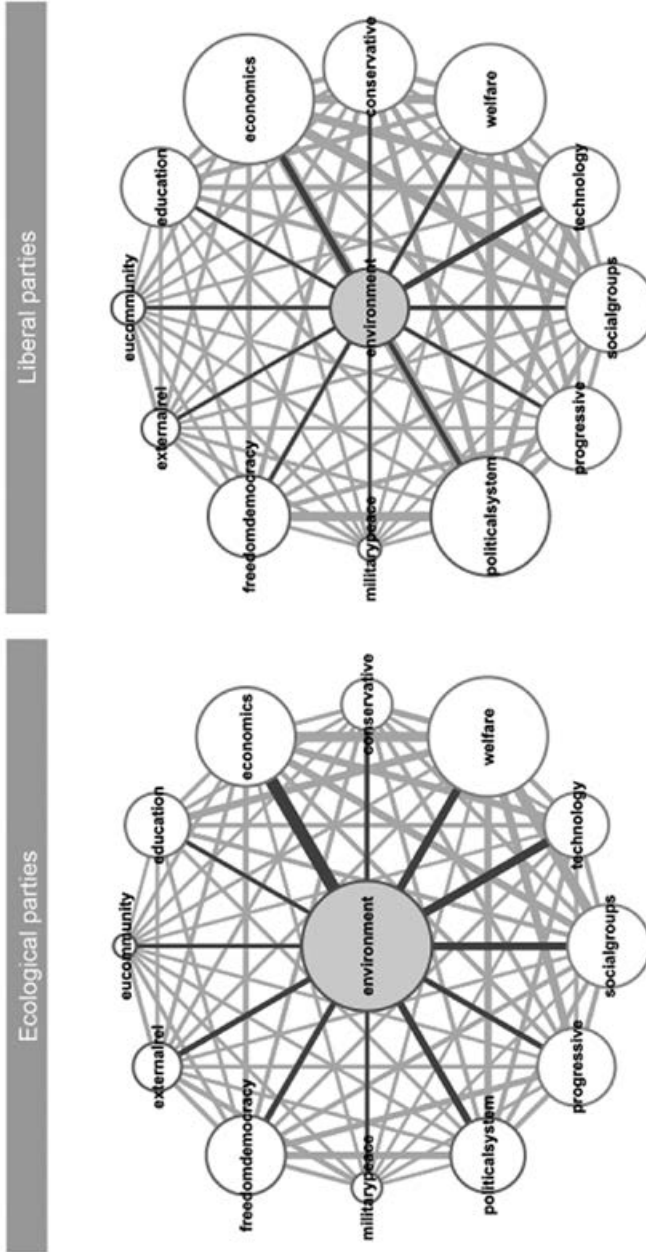 Ecological parties
eucommunity
externalrel
education
freedomdemocracy
economics
militarypeace
environment
conservative
politicalsystem
welfare
progressive
technology
socialgroups
Liberal parties
eucommunity
externalrel
education
freedomdemocracy
economics
militarypeace
environment
conservative
politicalsystem
welfare
progressive
technology
socialgroups